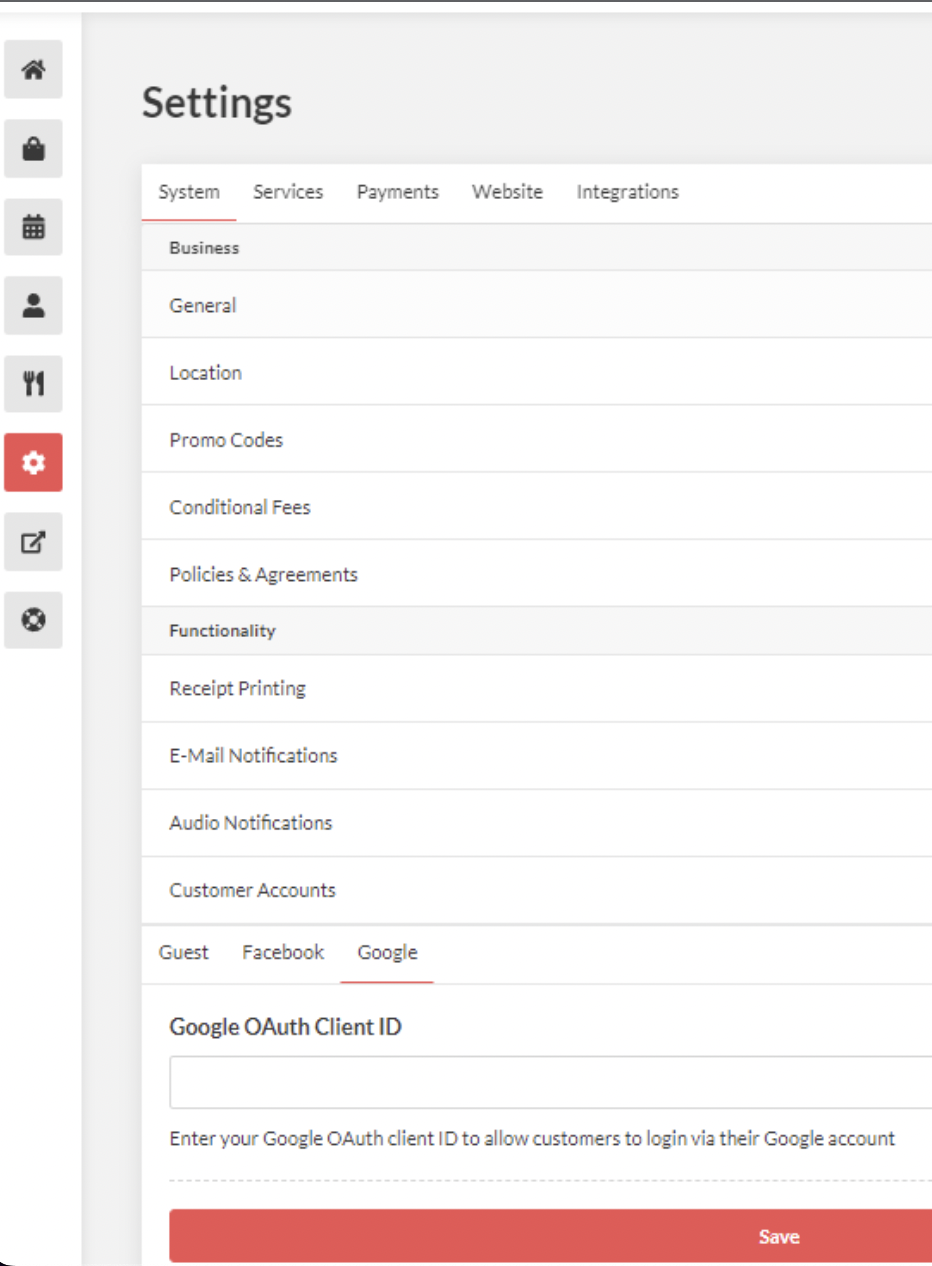 Settings
System Services Payments Website Integrations
Business
General
Location
Promo Codes
Conditional Fees
Policies & Agreements
Functionality
Receipt Printing
E-Mail Notifications
Audio Notifications
Customer Accounts
Guest Facebook Google
Google OAuth Client ID
Enter your Google OAuth client ID to allow customers to login via their Google account
Save